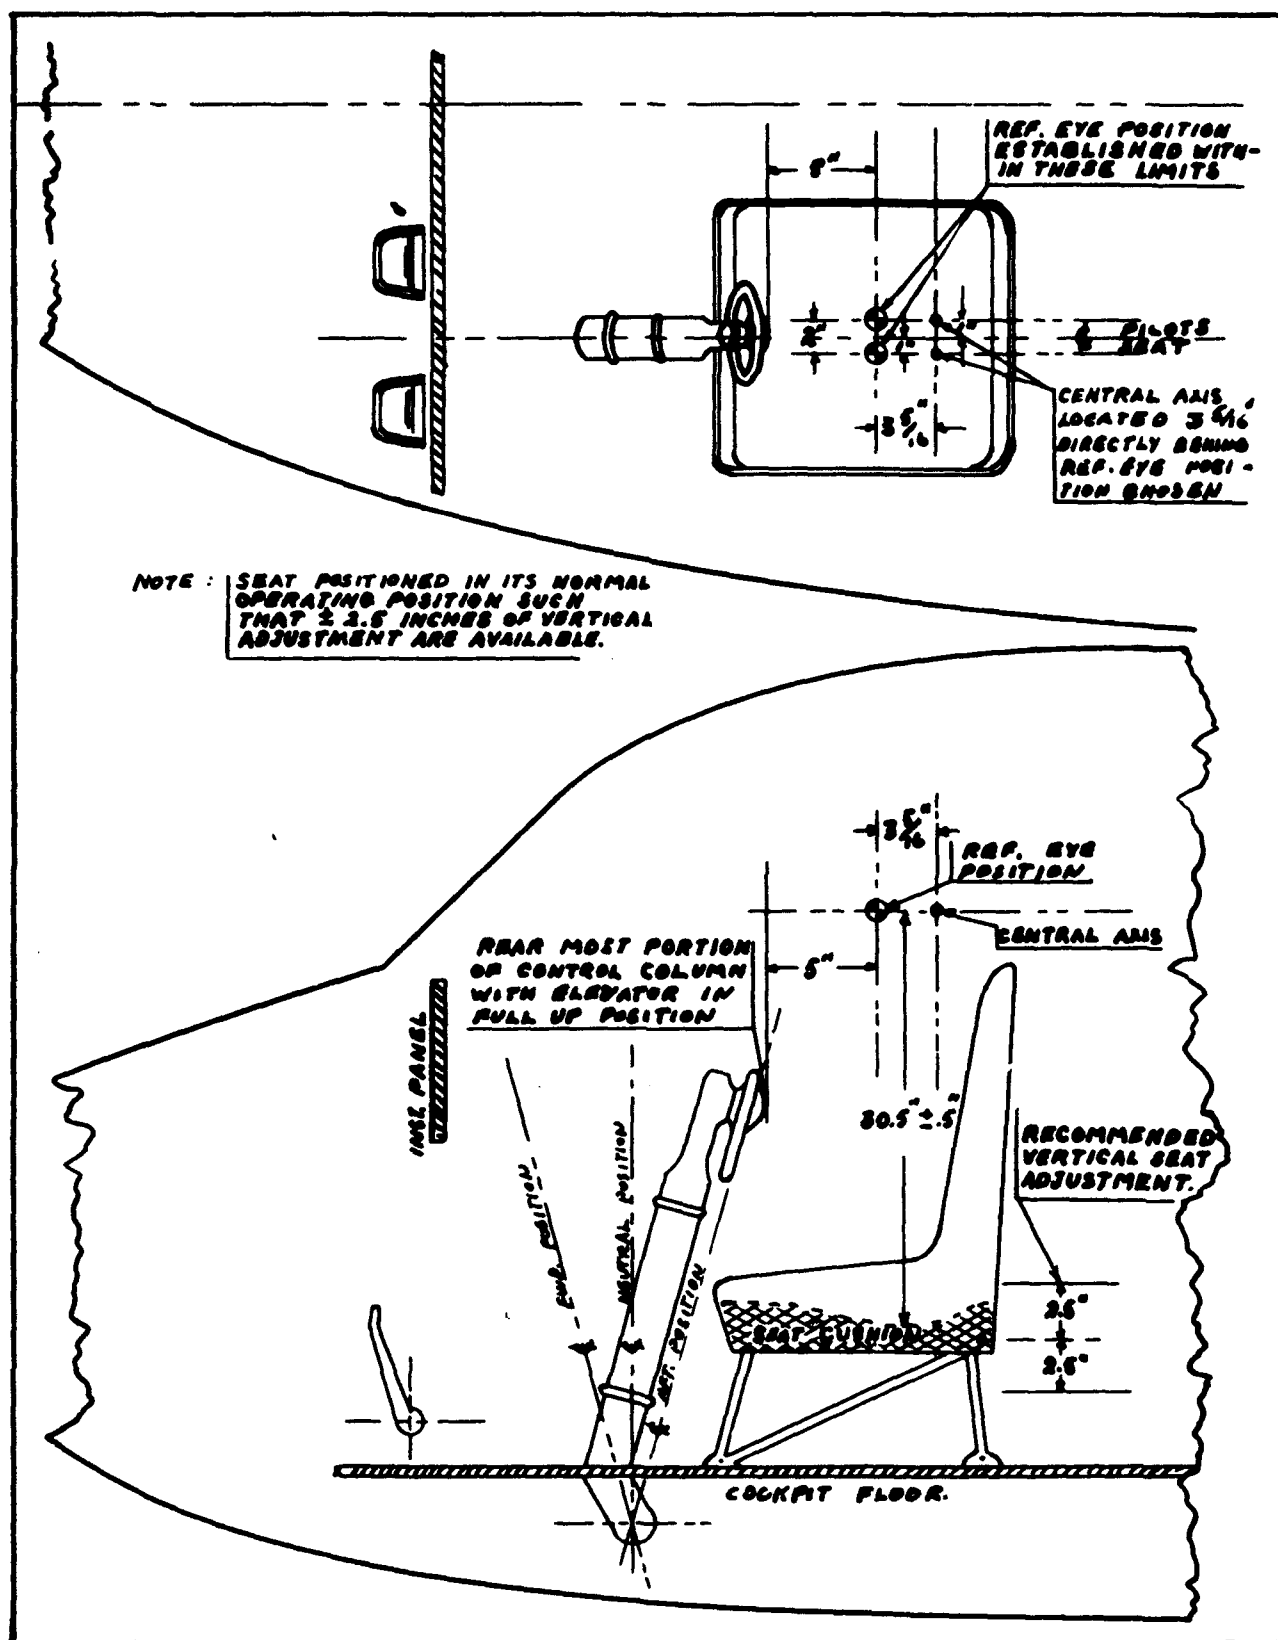 REF. EYE POSITION
ESTABLISHED WITH-
IN THESE LIMITS
2"
1"
1"
PILOTS
SEAT
3 5/16"
CENTRAL AXIS
LOCATED 3 5/16"
DIRECTLY BEHIND
REF. EYE POSI-
TION CHOSEN
NOTE : SEAT POSITIONED IN ITS NORMAL
OPERATING POSITION SUCH
THAT ± 2.5 INCHES OF VERTICAL
ADJUSTMENT ARE AVAILABLE.
3 5/16"
REF. EYE
POSITION
CENTRAL AXIS
REAR MOST PORTION
OF CONTROL COLUMN
WITH ELEVATOR IN
FULL UP POSITION
5"
INST. PANEL
FWD. POSITION
NEUTRAL POSITION
AFT. POSITION
30.5" ± .5"
RECOMMENDED
VERTICAL SEAT
ADJUSTMENT.
2.5"
2.5"
SEAT CUSHION
COCKPIT FLOOR.